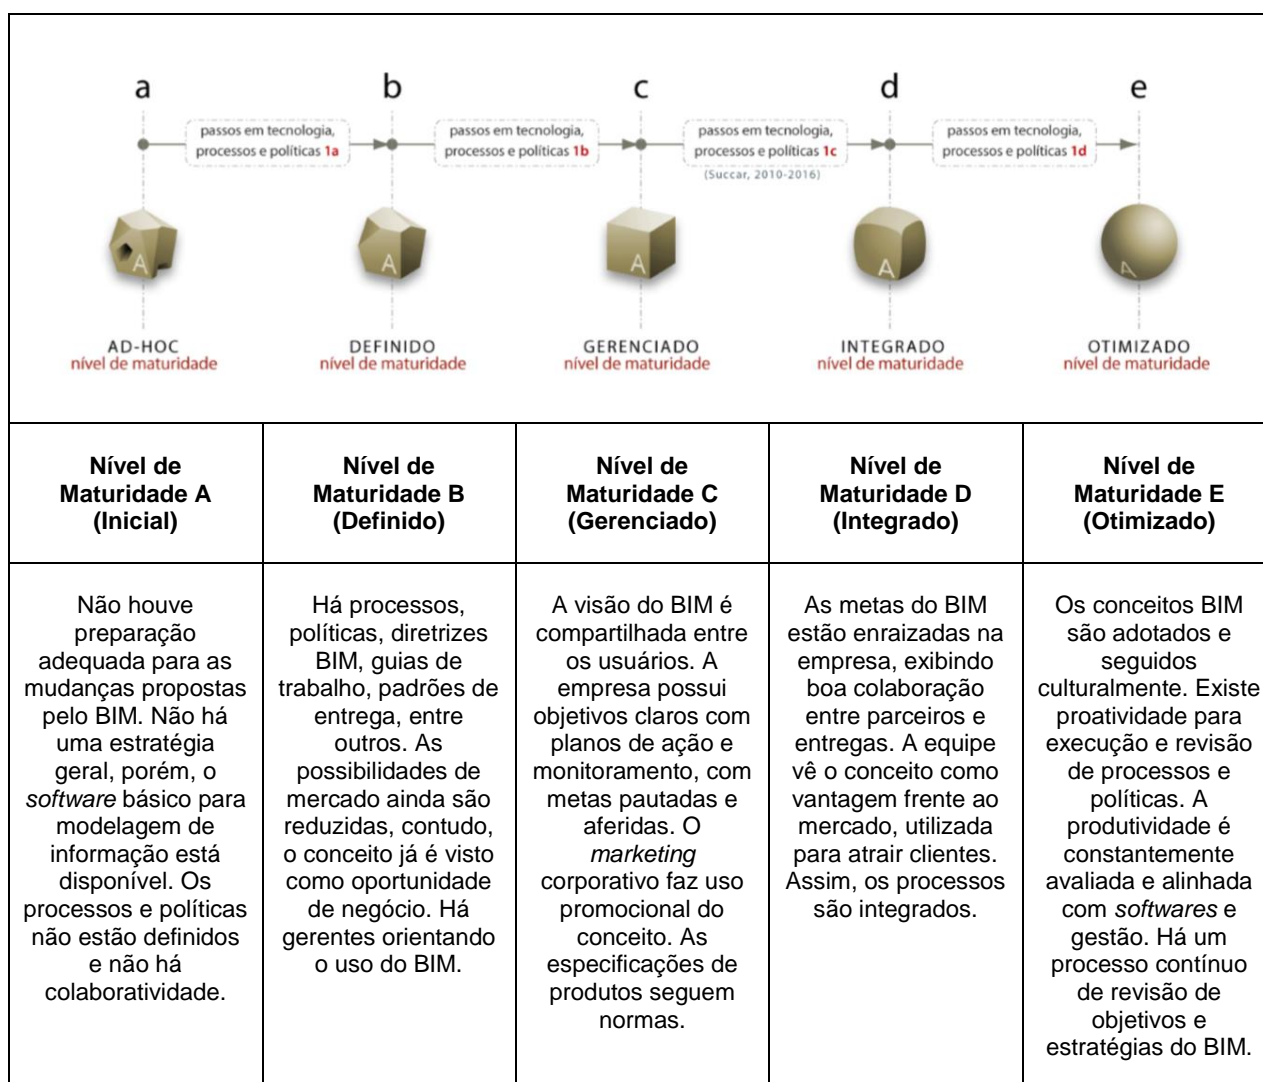 a
b
c
d
e
passos em tecnologia,
processos e políticas 1a
passos em tecnologia,
processos e políticas 1b
passos em tecnologia,
processos e políticas 1c
(Succar, 2010-2016)
passos em tecnologia,
processos e políticas 1d
A
A
A
A
A
AD-HOC
nível de maturidade
DEFINIDO
nível de maturidade
GERENCIADO
nível de maturidade
INTEGRADO
nível de maturidade
OTIMIZADO
nível de maturidade
Nível de
Maturidade A
(Inicial)
Nível de
Maturidade B
(Definido)
Nível de
Maturidade C
(Gerenciado)
Nível de
Maturidade D
(Integrado)
Nível de
Maturidade E
(Otimizado)
Não houve
preparação
adequada para as
mudanças propostas
pelo BIM. Não há
uma estratégia
geral, porém, o
software básico para
modelagem de
informação está
disponível. Os
processos e políticas
não estão definidos
e não há
colaboratividade.
Há processos,
políticas, diretrizes
BIM, guias de
trabalho, padrões de
entrega, entre
outros. As
possibilidades de
mercado ainda são
reduzidas, contudo,
o conceito já é visto
como oportunidade
de negócio. Há
gerentes orientando
o uso do BIM.
A visão do BIM é
compartilhada entre
os usuários. A
empresa possui
objetivos claros com
planos de ação e
monitoramento, com
metas pautadas e
aferidas. O
marketing
corporativo faz uso
promocional do
conceito. As
especificações de
produtos seguem
normas.
As metas do BIM
estão enraizadas na
empresa, exibindo
boa colaboração
entre parceiros e
entregas. A equipe
vê o conceito como
vantagem frente ao
mercado, utilizada
para atrair clientes.
Assim, os processos
são integrados.
Os conceitos BIM
são adotados e
seguidos
culturalmente. Existe
proatividade para
execução e revisão
de processos e
políticas. A
produtividade é
constantemente
avaliada e alinhada
com softwares e
gestão. Há um
processo contínuo
de revisão de
objetivos e
estratégias do BIM.